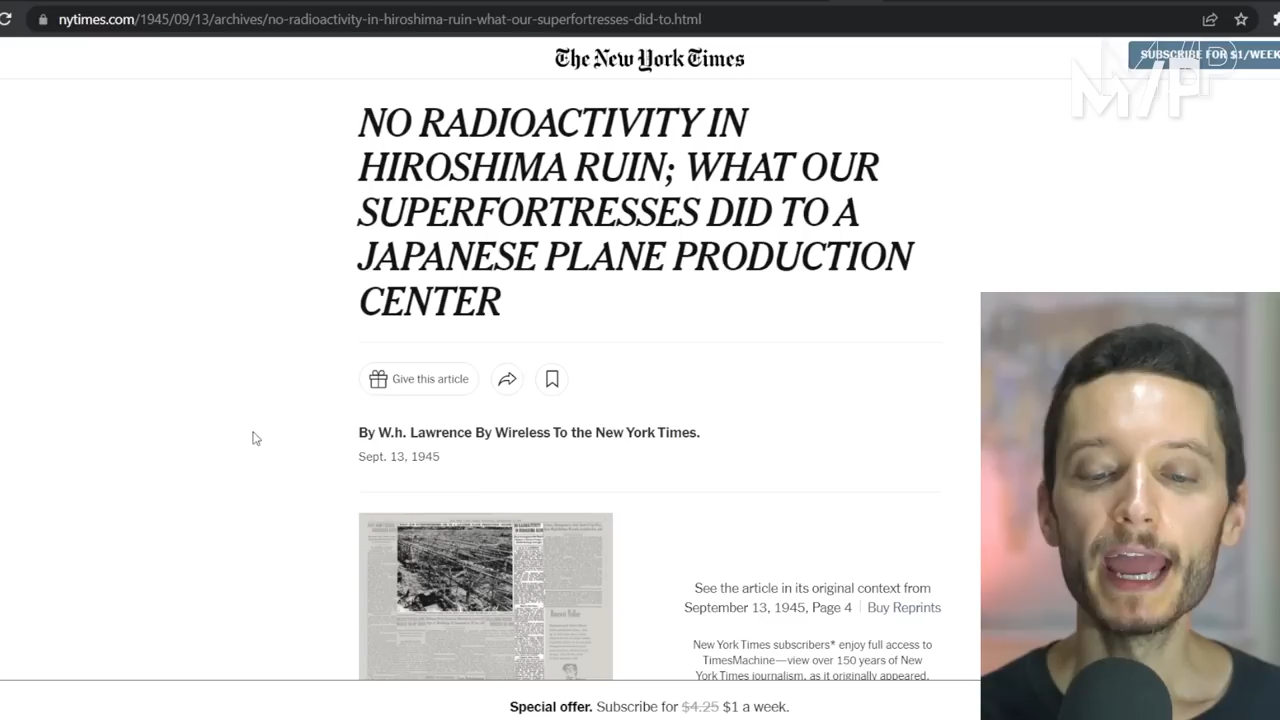 nytimes.com/1945/09/13/archives/no-radioactivity-in-hiroshima-ruin-what-our-superfortresses-did-to.html
The New York Times
SUBSCRIBE FOR $1/WEEK
NO RADIOACTIVITY IN
HIROSHIMA RUIN; WHAT OUR
SUPERFORTRESSES DID TO A
JAPANESE PLANE PRODUCTION
CENTER
Give this article
By W.h. Lawrence By Wireless To the New York Times.
Sept. 13, 1945
See the article in its original context from
September 13, 1945, Page 4 | Buy Reprints
New York Times subscribers* enjoy full access to
TimesMachine—view over 150 years of New
York Times journalism, as it originally appeared.
Special offer. Subscribe for $4.25 $1 a week.